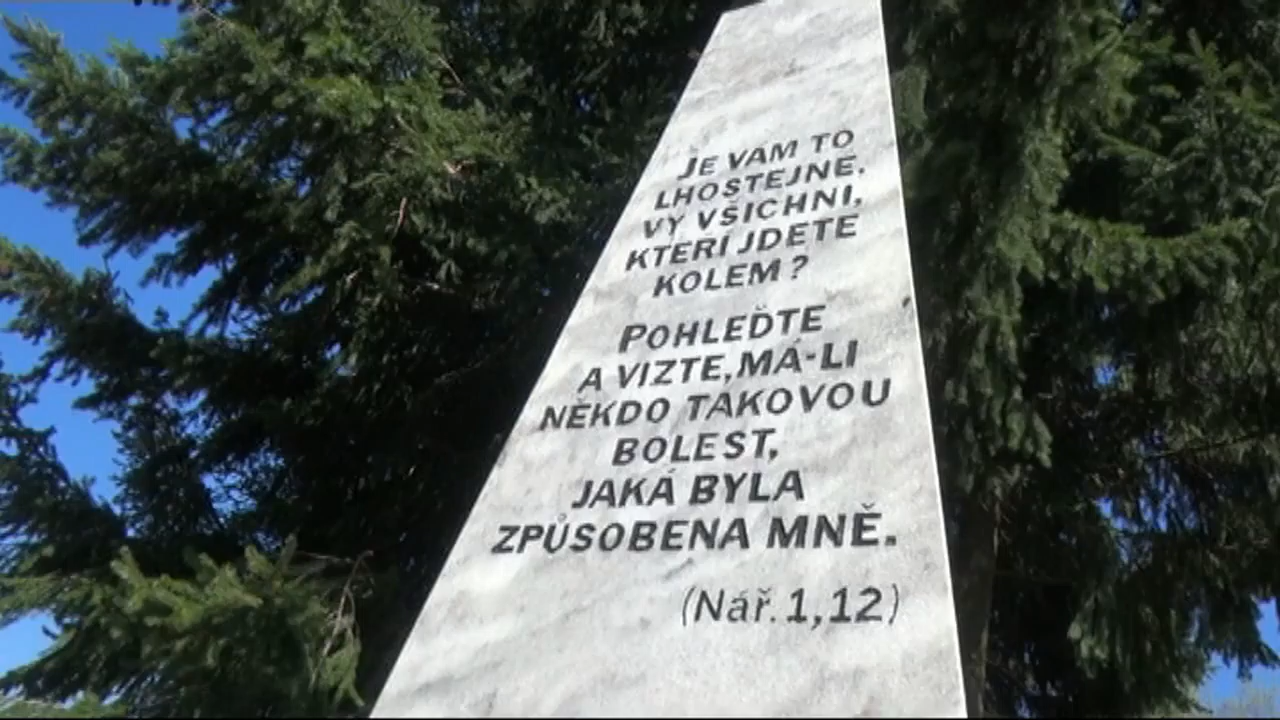 JE VÁM TO
LHOSTEJNÉ,
VY VŠICHNI,
KTEŘÍ JDETE
KOLEM?
POHLEĎTE
A VIZTE, MÁ-LI
NĚKDO TAKOVOU
BOLEST,
JAKÁ BYLA
ZPŮSOBENA MNĚ.
(Nář. 1,12)